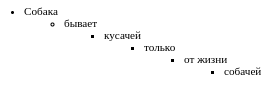 Собака
бывает
кусачей
только
от жизни
собачей